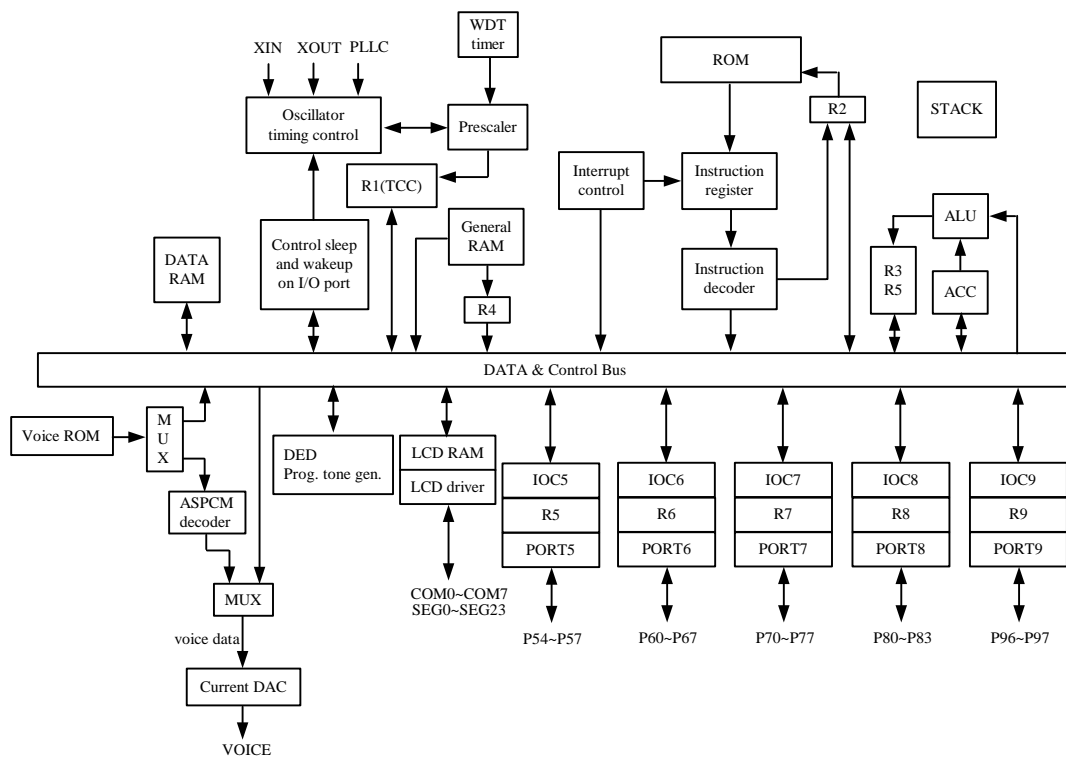 WDT
timer
XIN
XOUT
PLLC
ROM
Oscillator
timing control
Prescaler
R2
STACK
R1(TCC)
Interrupt
control
Instruction
register
General
RAM
ALU
DATA
RAM
Control sleep
and wakeup
on I/O port
Instruction
decoder
R3
R5
ACC
R4
DATA & Control Bus
Voice ROM
M
U
X
DED
Prog. tone gen.
LCD RAM
LCD driver
IOC5
R5
PORT5
IOC6
R6
PORT6
IOC7
R7
PORT7
IOC8
R8
PORT8
IOC9
R9
PORT9
ASPCM
decoder
MUX
COM0~COM7
SEG0~SEG23
P54~P57
P60~P67
P70~P77
P80~P83
P96~P97
voice data
Current DAC
VOICE